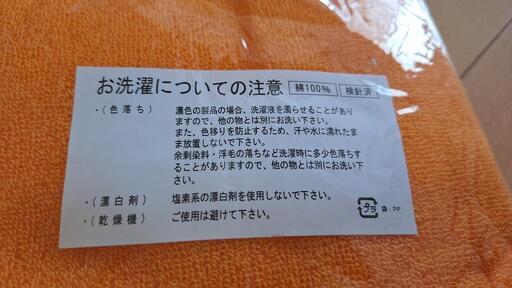 お洗濯についての注意 綿100% 検針済
・(色落ち) 濃色の製品の場合、洗濯液を濁らせることがあり
ますので、他の物とは別にお洗い下さい。
また、色移りを防止するため、汗や水に濡れたま
ま放置しないで下さい。
余剰染料・浮毛の落ちなど洗濯時に多少色落ちす
ることがありますので、他の物とは別にお洗い下さ
い。
・(漂白剤) 塩素系の漂白剤を使用しないで下さい。
・(乾燥機) ご使用は避けて下さい。
プラ 袋:PP